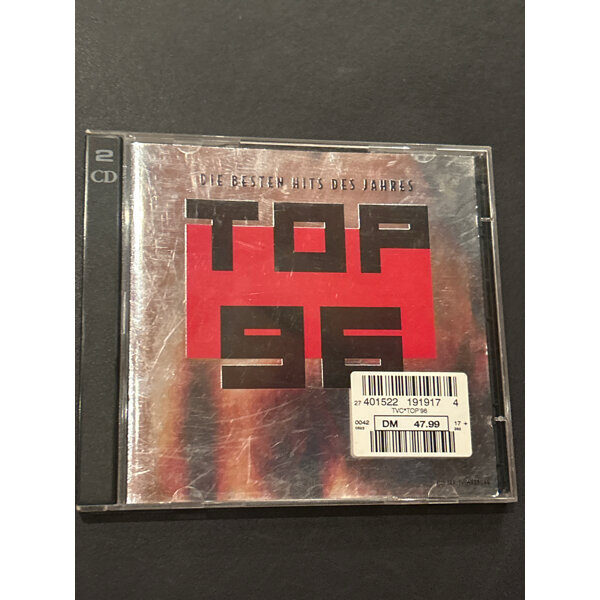 2
CD
DIE BESTEN HITS DES JAHRES
TOP
96
27 401522 191917 4
TVC*TOP'96
0042 DM 47.99 17 +